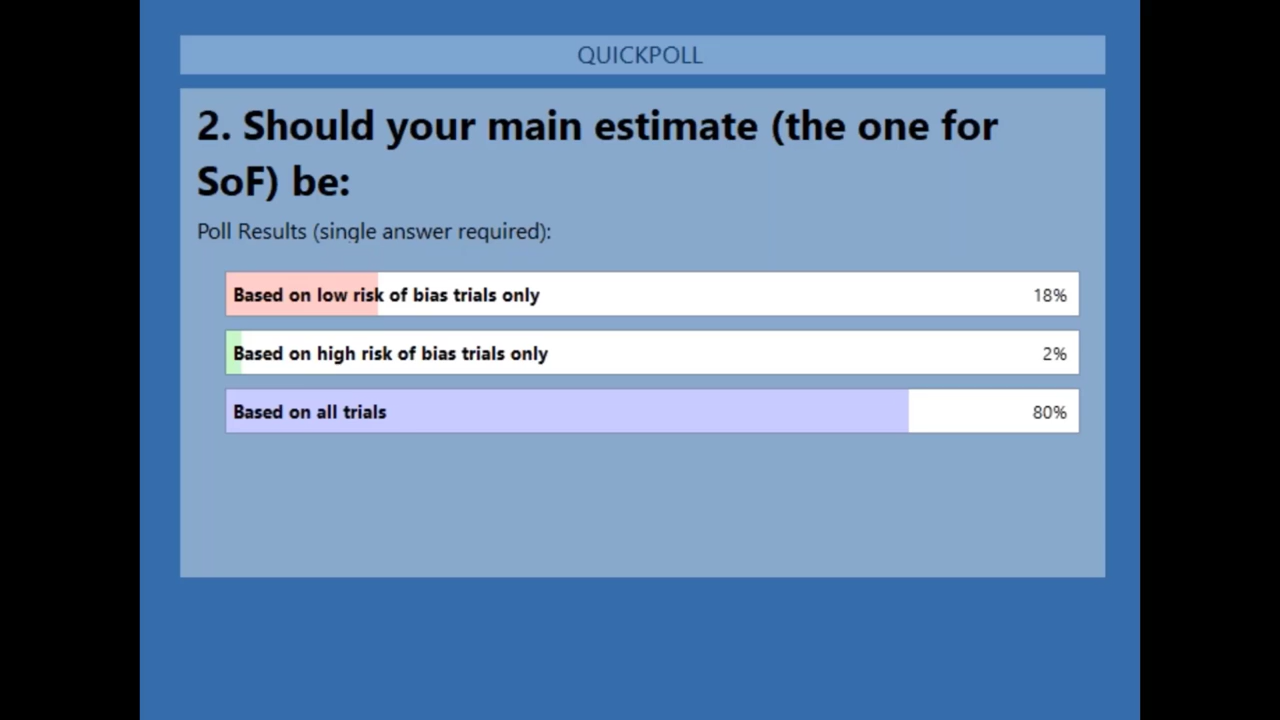 QUICKPOLL
2. Should your main estimate (the one for
SoF) be:
Poll Results (single answer required):
Based on low risk of bias trials only 18%
Based on high risk of bias trials only 2%
Based on all trials 80%